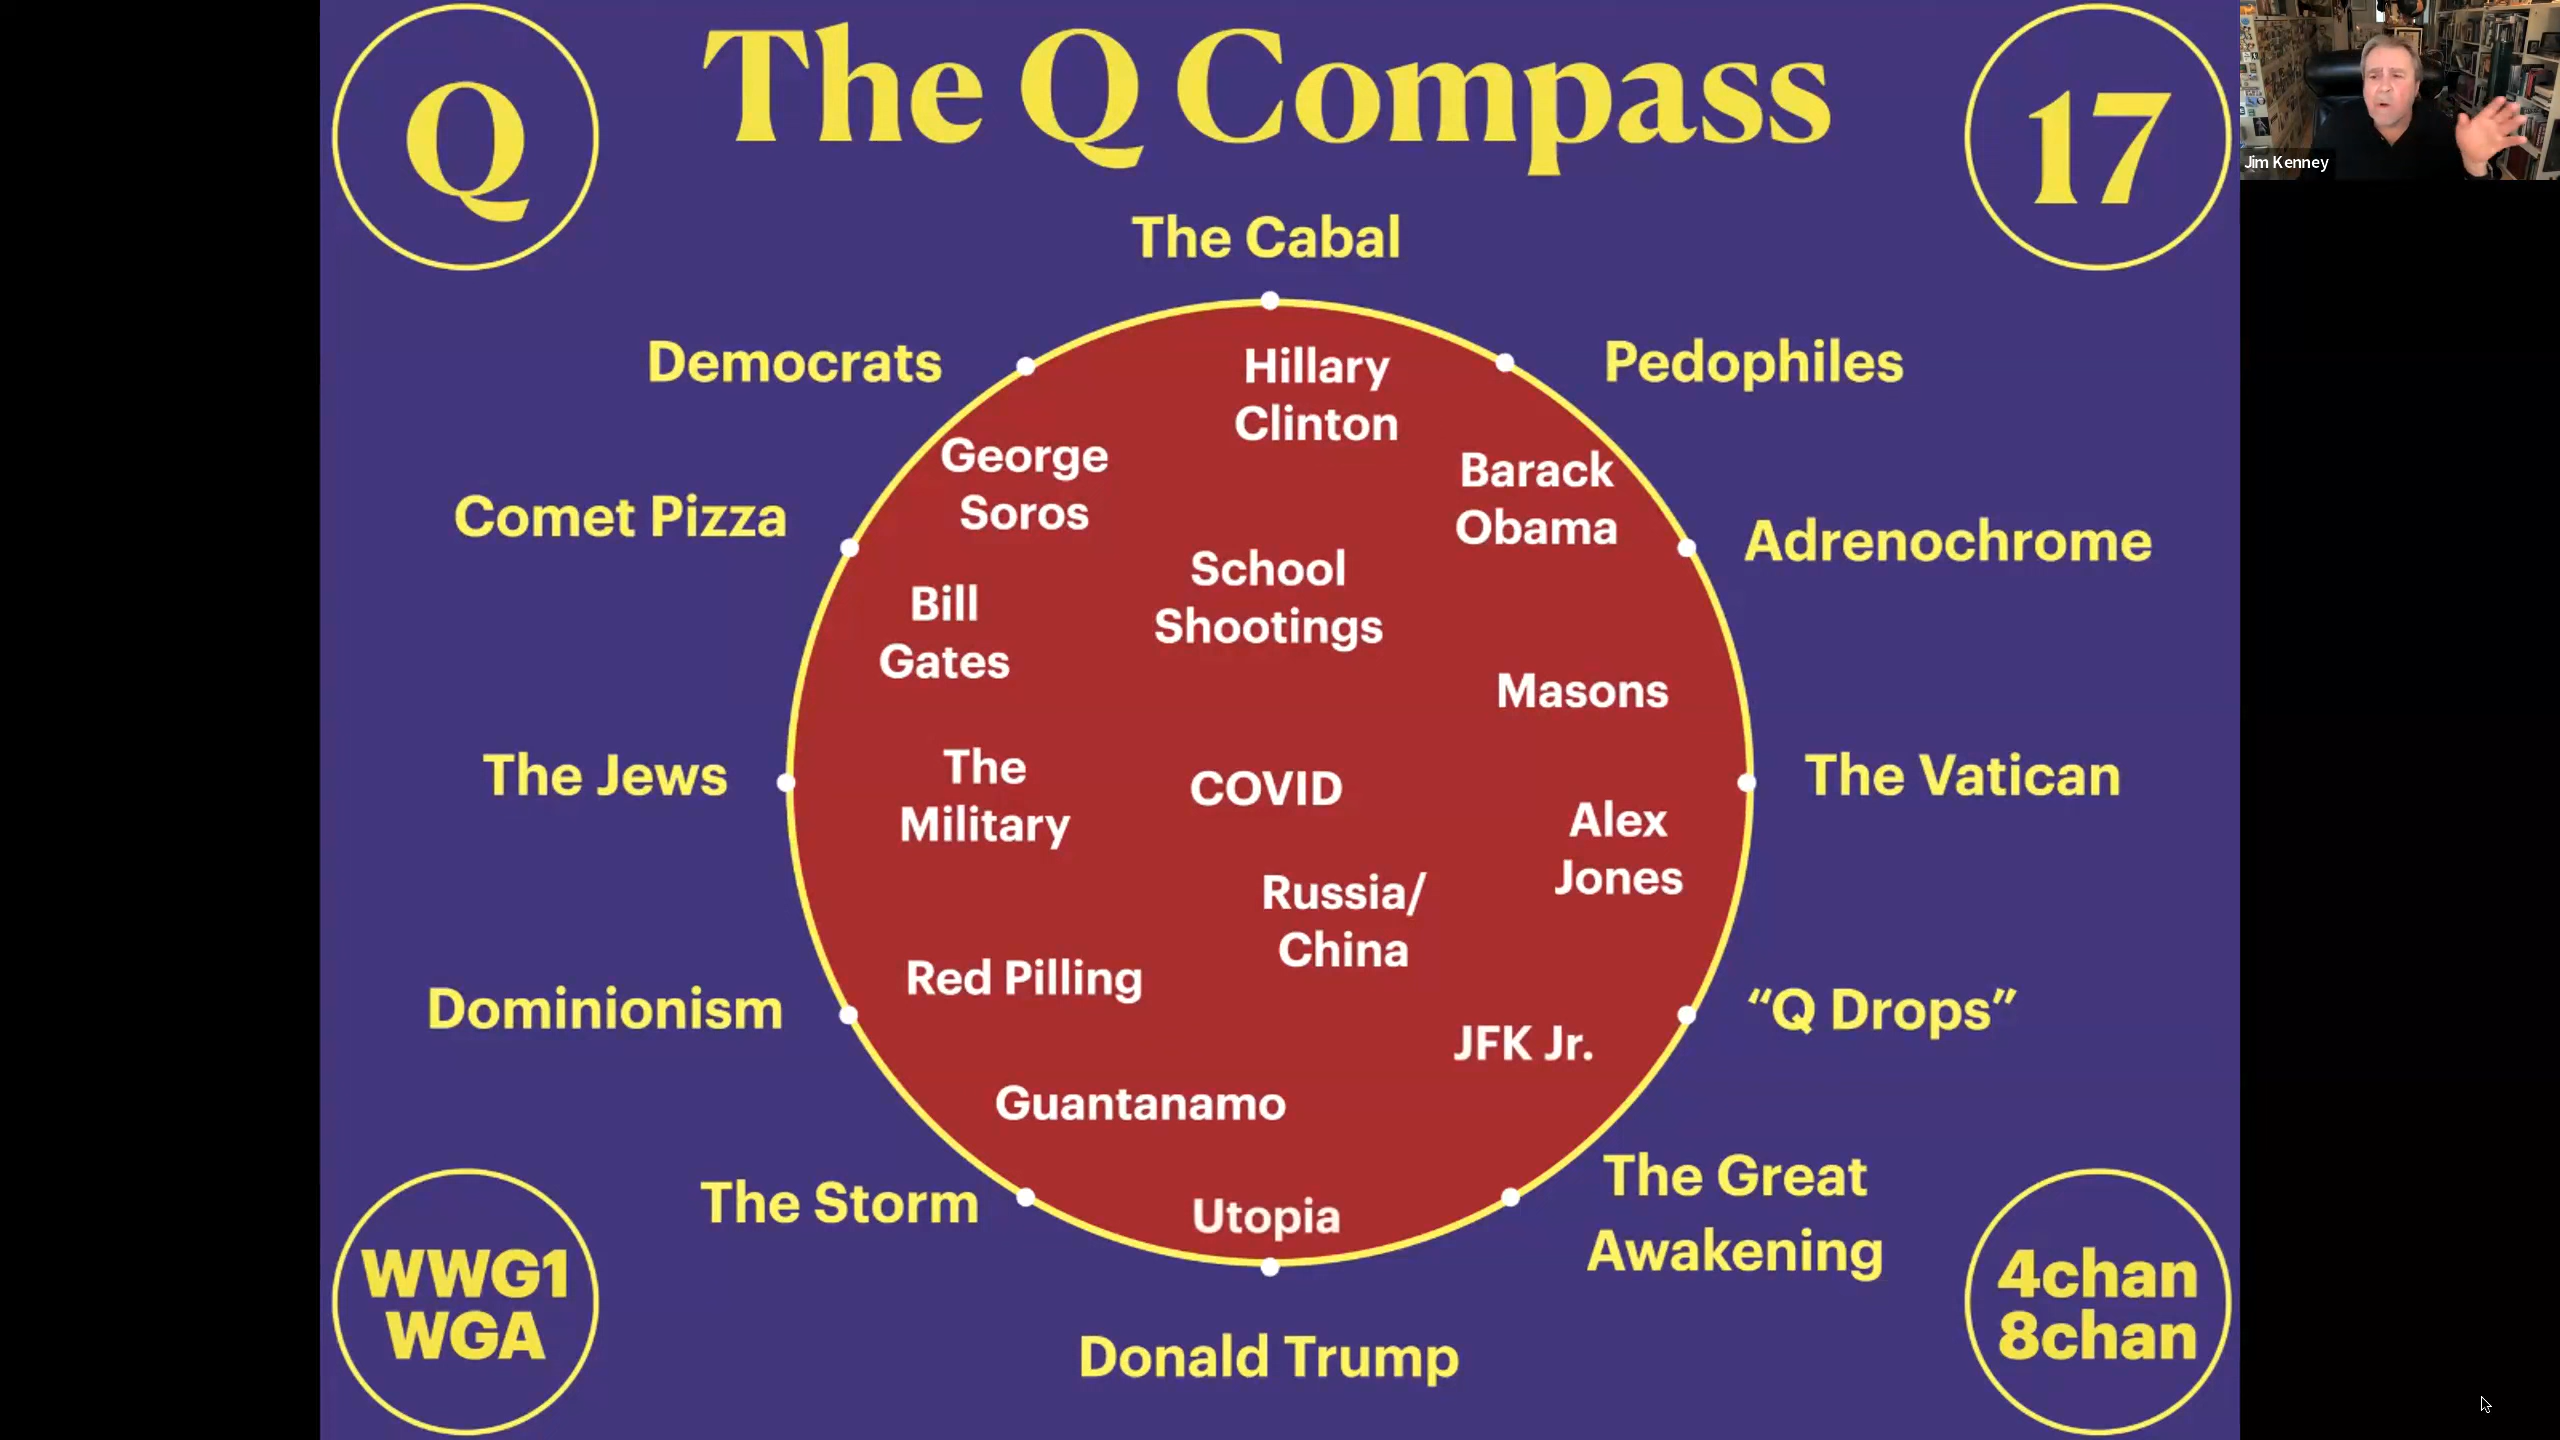 Q
The Q Compass
17
Jim Kenney
The Cabal
Democrats
Pedophiles
Hillary
Clinton
George
Soros
Barack
Obama
Comet Pizza
Adrenochrome
School
Shootings
Bill
Gates
Masons
The Jews
The
Military
COVID
The Vatican
Alex
Jones
Russia/
China
Red Pilling
Dominionism
“Q Drops”
JFK Jr.
Guantanamo
The Storm
Utopia
The Great
Awakening
WWG1
WGA
4chan
8chan
Donald Trump